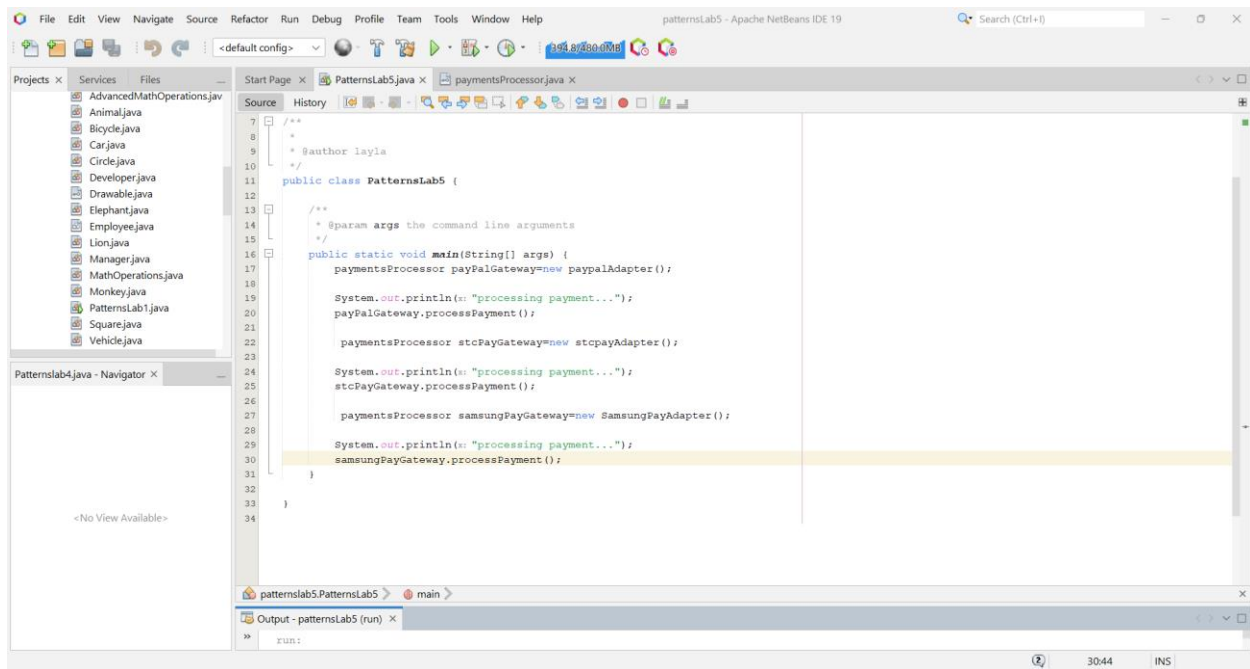 File Edit View Navigate Source Refactor Run Debug Profile Team Tools Window Help
patternsLab5 - Apache NetBeans IDE 19
Search (Ctrl+I)
<default config>
394.8/480.0MB
Projects
Services
Files
AdvancedMathOperations.jav
Animal.java
Bicycle.java
Car.java
Circle.java
Developer.java
Drawable.java
Elephant.java
Employee.java
Lion.java
Manager.java
MathOperations.java
Monkey.java
PatternsLab1.java
Square.java
Vehicle.java
Patternslab4.java - Navigator
<No View Available>
Start Page
PatternsLab5.java
paymentsProcessor.java
Source History
7 /**
8 *
9 * @author layla
10 */
11 public class PatternsLab5 {
12
13 /**
14 * @param args the command line arguments
15 */
16 public static void main(String[] args) {
17 paymentsProcessor payPalGateway=new paypalAdapter();
18
19 System.out.println(x: "processing payment...");
20 payPalGateway.processPayment();
21
22 paymentsProcessor stcPayGateway=new stcpayAdapter();
23
24 System.out.println(x: "processing payment...");
25 stcPayGateway.processPayment();
26
27 paymentsProcessor samsungPayGateway=new SamsungPayAdapter();
28
29 System.out.println(x: "processing payment...");
30 samsungPayGateway.processPayment();
31 }
32
33 }
34
patternslab5.PatternsLab5
main
Output - patternsLab5 (run)
run:
2
30:44
INS